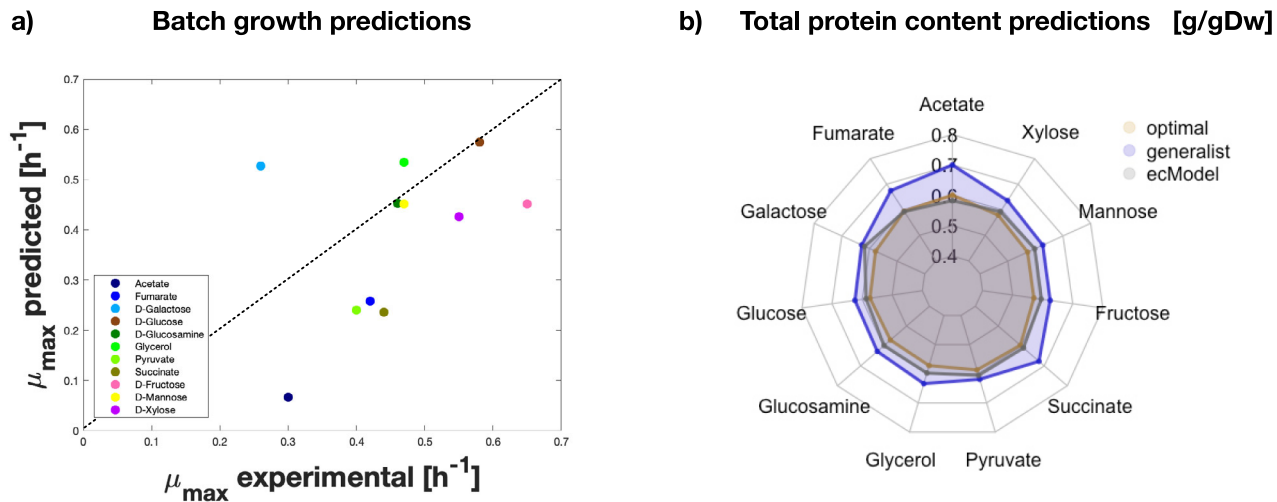 a) Batch growth predictions
0.7
0.6
0.5
0.4
0.3
0.2
0.1
0
0 0.1 0.2 0.3 0.4 0.5 0.6 0.7
μmax predicted [h-1]
μmax experimental [h-1]
Acetate
Fumarate
D-Galactose
D-Glucose
D-Glucosamine
Glycerol
Pyruvate
Succinate
D-Fructose
D-Mannose
D-Xylose
b) Total protein content predictions [g/gDw]
Acetate
Xylose
Mannose
Fructose
Succinate
Pyruvate
Glycerol
Glucosamine
Glucose
Galactose
Fumarate
0.8
0.7
0.6
0.5
0.4
optimal
generalist
ecModel